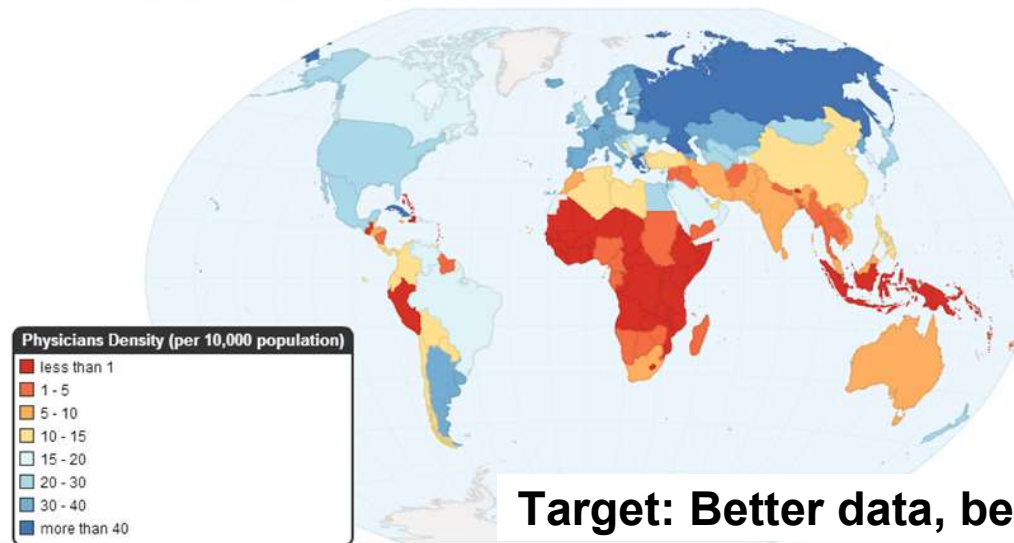 Physicians Density (per 10,000 population)
less than 1
1 - 5
5 - 10
10 - 15
15 - 20
20 - 30
30 - 40
more than 40
Target: Better data, be